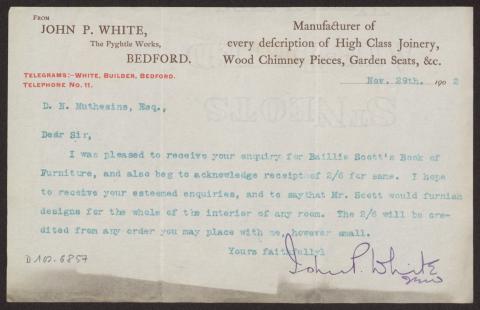 FROM
JOHN P. WHITE,
The Pyghtle Works,
BEDFORD.
TELEGRAMS:-WHITE, BUILDER, BEDFORD.
TELEPHONE NO. 11.
Manufacturer of
every description of High Class Joinery,
Wood Chimney Pieces, Garden Seats, &c.
Nov. 29th. 1902
D. N. Muthesins, Esq.,
Dear Sir,
I was pleased to receive your enquiry for Baillie Scott's Book of
Furniture, and also beg to acknowledge receipt of 2/6 for same. I hope
to receive your esteemed enquiries, and to say that Mr. Scott would furnish
designs for the whole of the interior of any room. The 2/6 will be cre-
dited from any order you may place with me, however small.
Yours faithfully
John P. White
D 102-6857